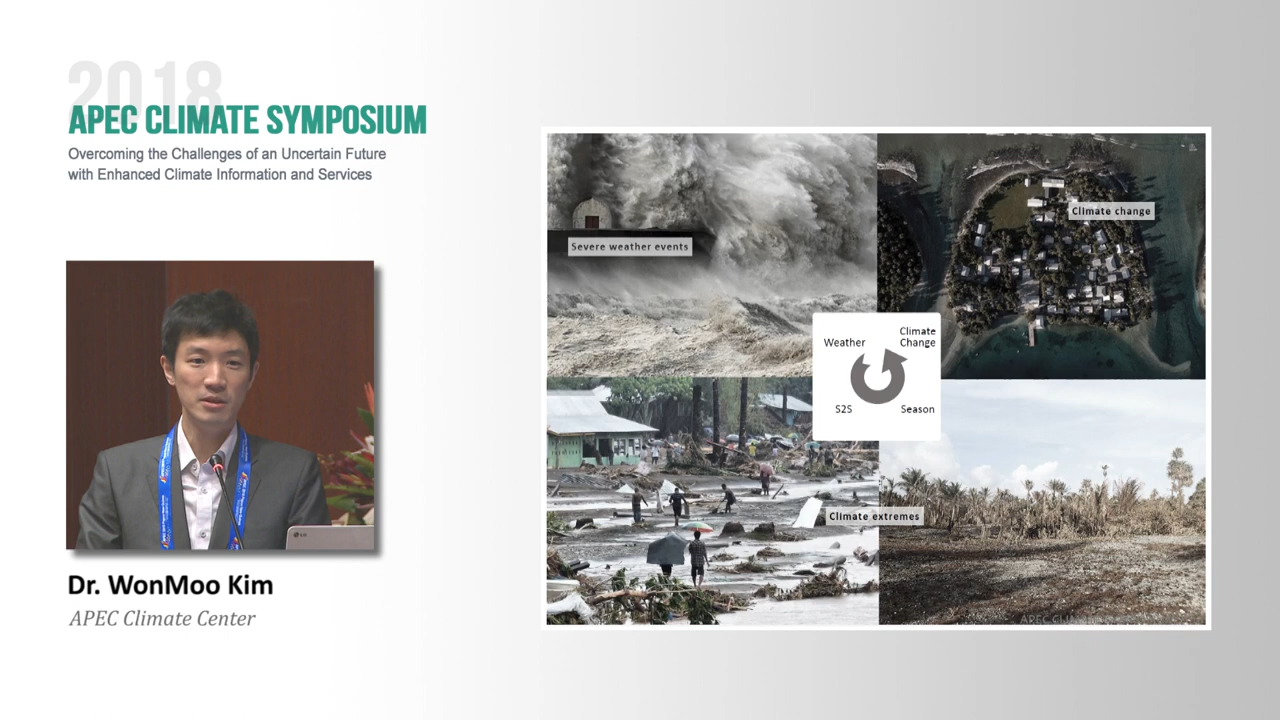 2018
APEC CLIMATE SYMPOSIUM
Overcoming the Challenges of an Uncertain Future
with Enhanced Climate Information and Services
Dr. WonMoo Kim
APEC Climate Center
Severe weather events
Climate change
Weather
Climate
Change
S2S
Season
Climate extremes
LG